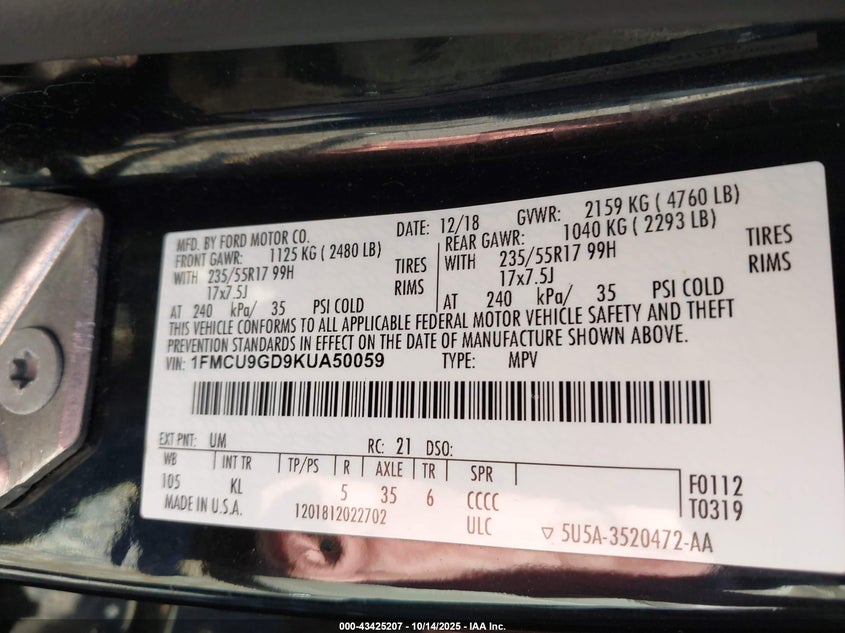 MFD. BY FORD MOTOR CO. DATE: 12/18 GVWR: 2159 KG ( 4760 LB)
FRONT GAWR: 1125 KG ( 2480 LB) REAR GAWR: 1040 KG ( 2293 LB)
WITH 235/55R17 99H TIRES WITH 235/55R17 99H TIRES
17x7.5J RIMS 17x7.5J RIMS
AT 240 kPa/ 35 PSI COLD AT 240 kPa/ 35 PSI COLD
THIS VEHICLE CONFORMS TO ALL APPLICABLE FEDERAL MOTOR VEHICLE SAFETY AND THEFT
PREVENTION STANDARDS IN EFFECT ON THE DATE OF MANUFACTURE SHOWN ABOVE.
VIN: 1FMCU9GD9KUA50059 TYPE: MPV
EXT PNT: UM RC: 21 DSO:
WB INT TR TP/PS R AXLE TR SPR
105 KL 5 35 6 CCCC F0112
MADE IN U.S.A. 1201812022702 ULC T0319
5U5A-3520472-AA
000-43425207 - 10/14/2025 - IAA Inc.